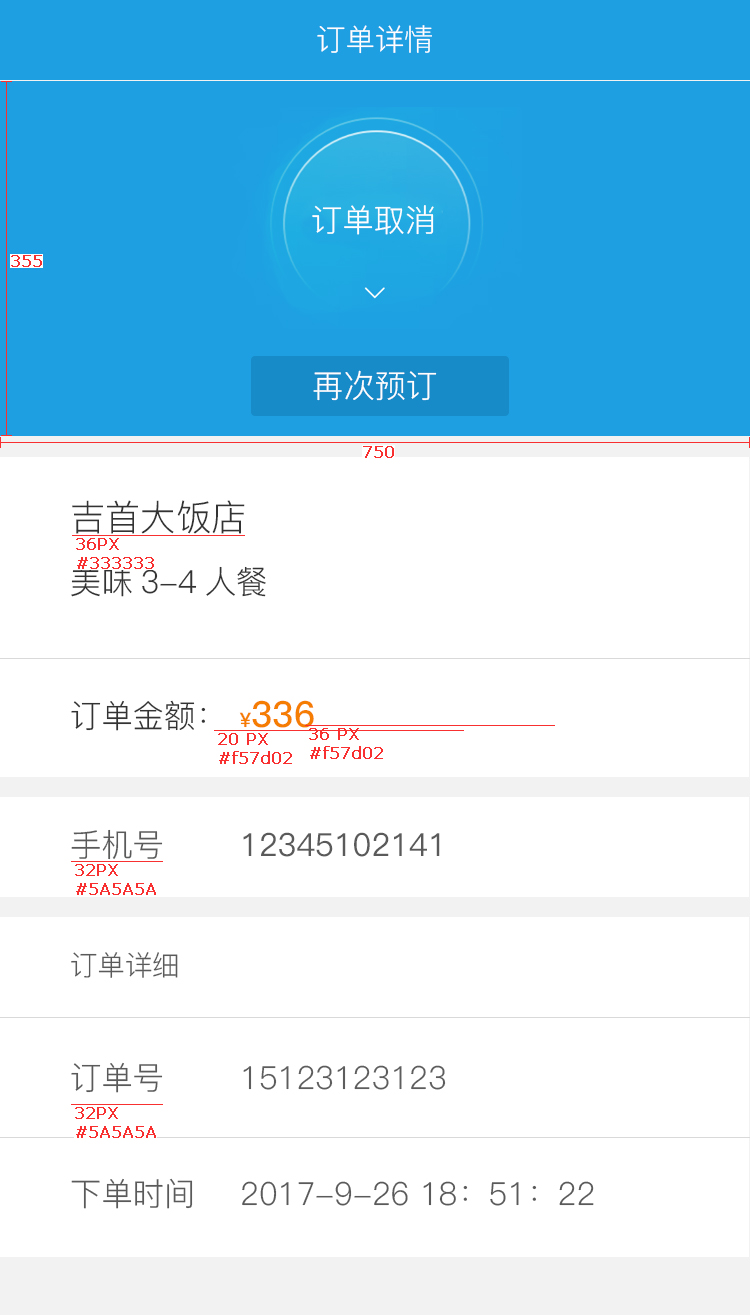 订单详情
订单取消
355
再次预订
750
吉首大饭店
36PX
#333333
美味 3-4 人餐
订单金额： ¥336
20 PX 36 PX
#f57d02 #f57d02
手机号 12345102141
32PX
#5A5A5A
订单详细
订单号 15123123123
32PX
#5A5A5A
下单时间 2017-9-26 18：51：22